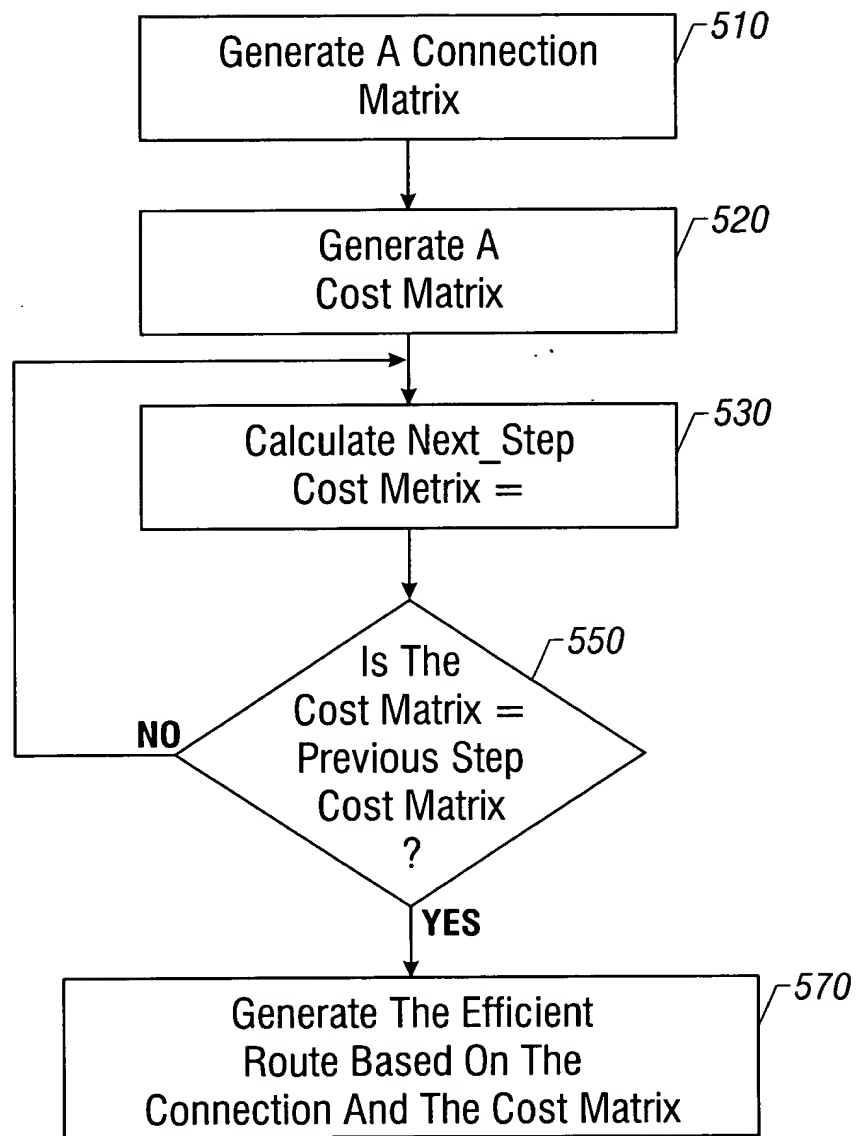 Generate A Connection
Matrix
510
Generate A
Cost Matrix
520
Calculate Next_Step
Cost Metrix =
530
Is The
Cost Matrix =
Previous Step
Cost Matrix
?
550
NO
YES
Generate The Efficient
Route Based On The
Connection And The Cost Matrix
570